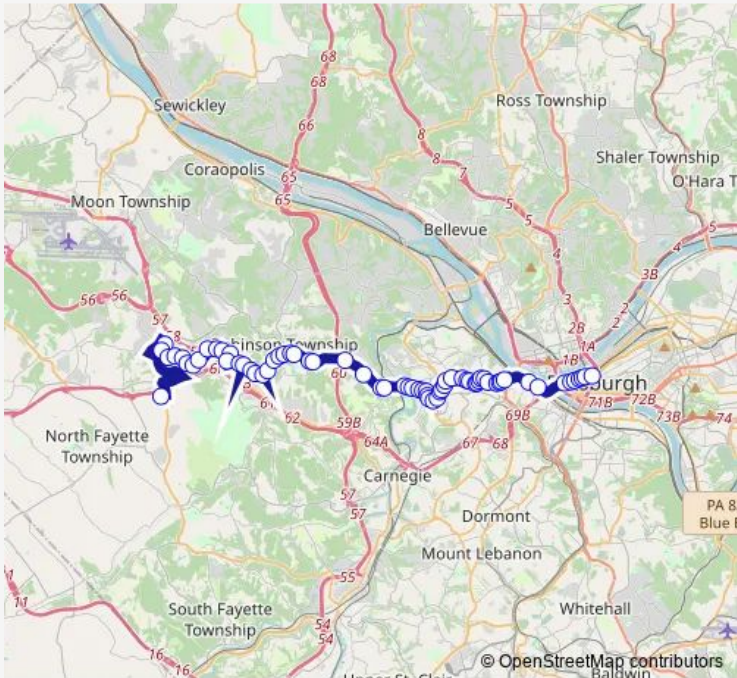 68
Sewickley
66
Ross Township
8
8
Shaler Township
Coraopolis
65
7
O'Hara T
Moon Township
65
5
Bellevue
5
5
4
4
3B
56
56
57
2
3
2
68
2B
1A
binson Township
60
1B
sburgh
71B
72B
73B
74
62
59B
69B
North Fayette
Township
64A
67
68
Carnegie
57
57
PA 8
Blue B
Dormont
Mount Lebanon
55
11
South Fayette
Township
54
54
Whitehall
16
16
© OpenStreetMap contributors
Baldwin